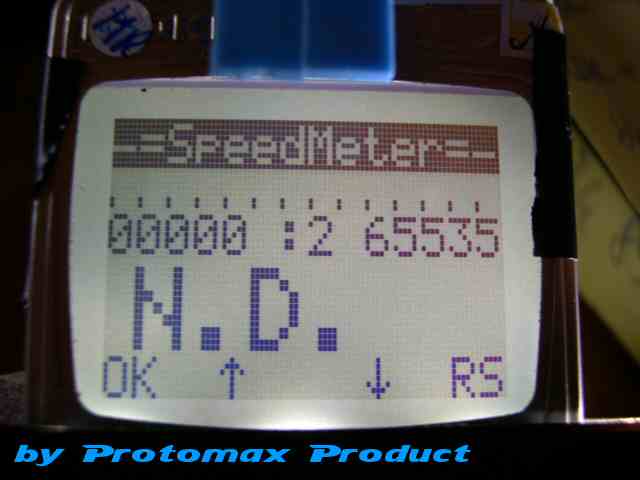 -=SpeedMeter=-
00000 :2 65535
N.D.
OK ↑ ↓ RS
by Protomax Product